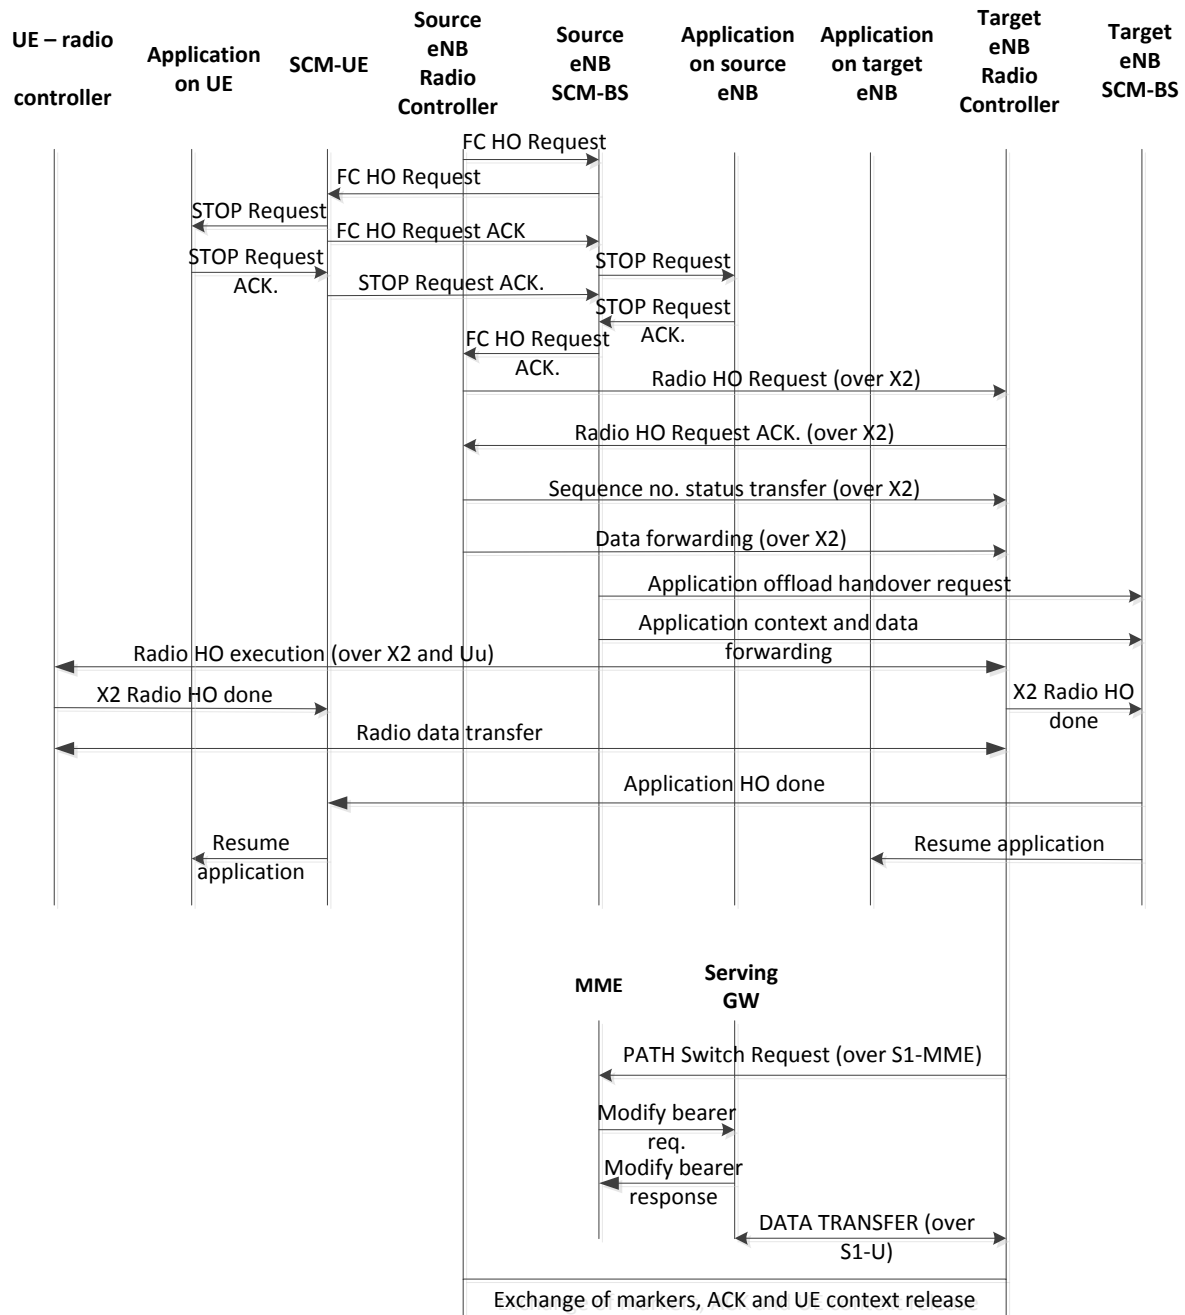 UE – radio
controller
Application
on UE
SCM-UE
Source
eNB
Radio
Controller
Source
eNB
SCM-BS
Application
on source
eNB
Application
on target
eNB
Target
eNB
Radio
Controller
Target
eNB
SCM-BS
FC HO Request
FC HO Request
STOP Request
FC HO Request ACK
STOP Request
ACK.
STOP Request
STOP Request ACK.
STOP Request
ACK.
FC HO Request
ACK.
Radio HO Request (over X2)
Radio HO Request ACK. (over X2)
Sequence no. status transfer (over X2)
Data forwarding (over X2)
Application offload handover request
Application context and data
forwarding
Radio HO execution (over X2 and Uu)
X2 Radio HO done
X2 Radio HO
done
Radio data transfer
Application HO done
Resume
application
Resume application
MME
Serving
GW
PATH Switch Request (over S1-MME)
Modify bearer
req.
Modify bearer
response
DATA TRANSFER (over
S1-U)
Exchange of markers, ACK and UE context release